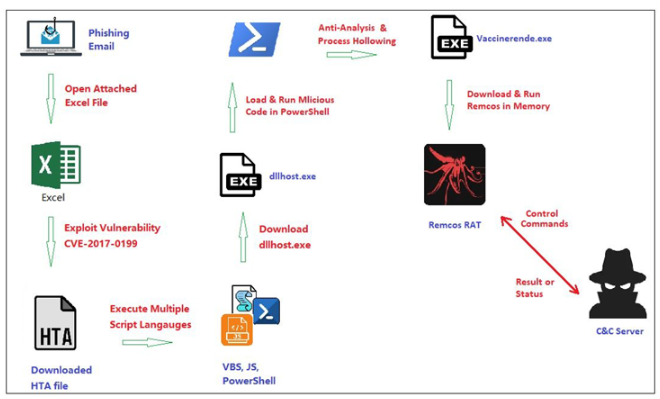 Phishing
Email
Open Attached
Excel File
X
Excel
Exploit Vulnerability
CVE-2017-0199
HTA
Downloaded
HTA file
Execute Multiple
Script Langauges
JS
VBS, JS,
PowerShell
Download
dllhost.exe
EXE
dllhost.exe
Load & Run Mlicious
Code in PowerShell
Anti-Analysis &
Process Hollowing
EXE
Vaccinerende.exe
Download & Run
Remcos in Memory
Remcos RAT
Control
Commands
Result or
Status
C&C Server